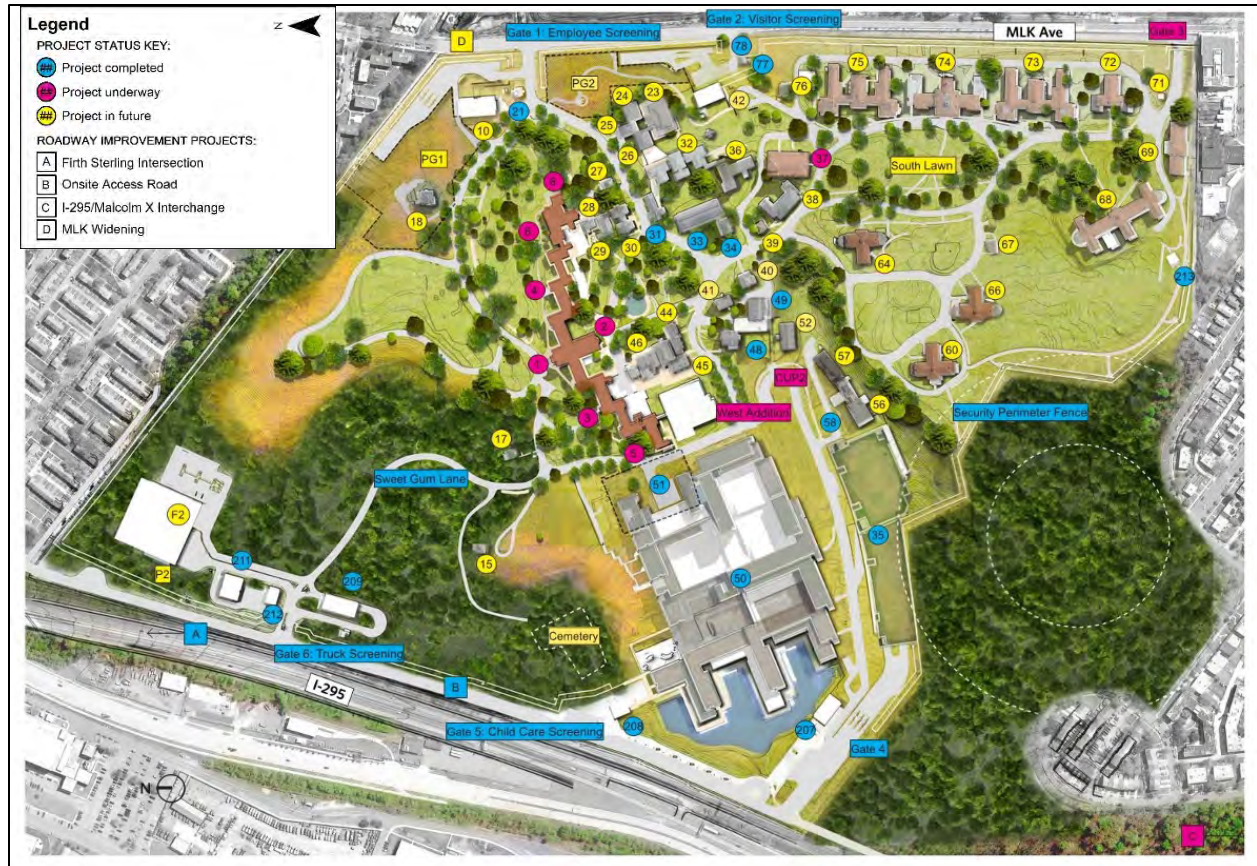 Legend
Z
PROJECT STATUS KEY:
## Project completed
## Project underway
## Project in future
ROADWAY IMPROVEMENT PROJECTS:
A Firth Sterling Intersection
B Onsite Access Road
C I-295/Malcolm X Interchange
D MLK Widening
D
Gate 1: Employee Screening
Gate 2: Visitor Screening
MLK Ave
Gate 3
78
77
PG2
24
23
42
76
75
74
73
72
71
21
10
25
26
32
36
37
PG1
18
27
28
6
8
29
30
31
33
34
38
39
South Lawn
69
68
67
64
66
213
4
2
1
3
5
41
40
49
44
46
45
48
52
57
60
CUP2
West Addition
56
58
Security Perimeter Fence
17
Sweet Gum Lane
51
F2
P2
211
209
212
15
35
50
Cemetery
A
Gate 6: Truck Screening
I-295
B
Gate 5: Child Care Screening
208
207
Gate 4
N
C